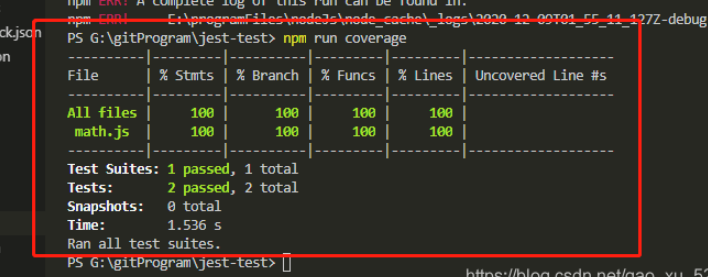 npm ERR! A complete log of this run can be found in:
ck.json
npm ERR!     E:\programFiles\nodeJs\node_cache\_logs\2020-12-09T01_55_11_127Z-debug
on
PS G:\gitProgram\jest-test> npm run coverage
----------|---------|----------|---------|---------|-------------------
File      | % Stmts | % Branch | % Funcs | % Lines | Uncovered Line #s
----------|---------|----------|---------|---------|-------------------
All files |     100 |      100 |     100 |     100 |
 math.js  |     100 |      100 |     100 |     100 |
----------|---------|----------|---------|---------|-------------------
Test Suites: 1 passed, 1 total
Tests:       2 passed, 2 total
Snapshots:   0 total
Time:        1.536 s
Ran all test suites.
PS G:\gitProgram\jest-test>
https://blog.csdn.net/gao_xu_52